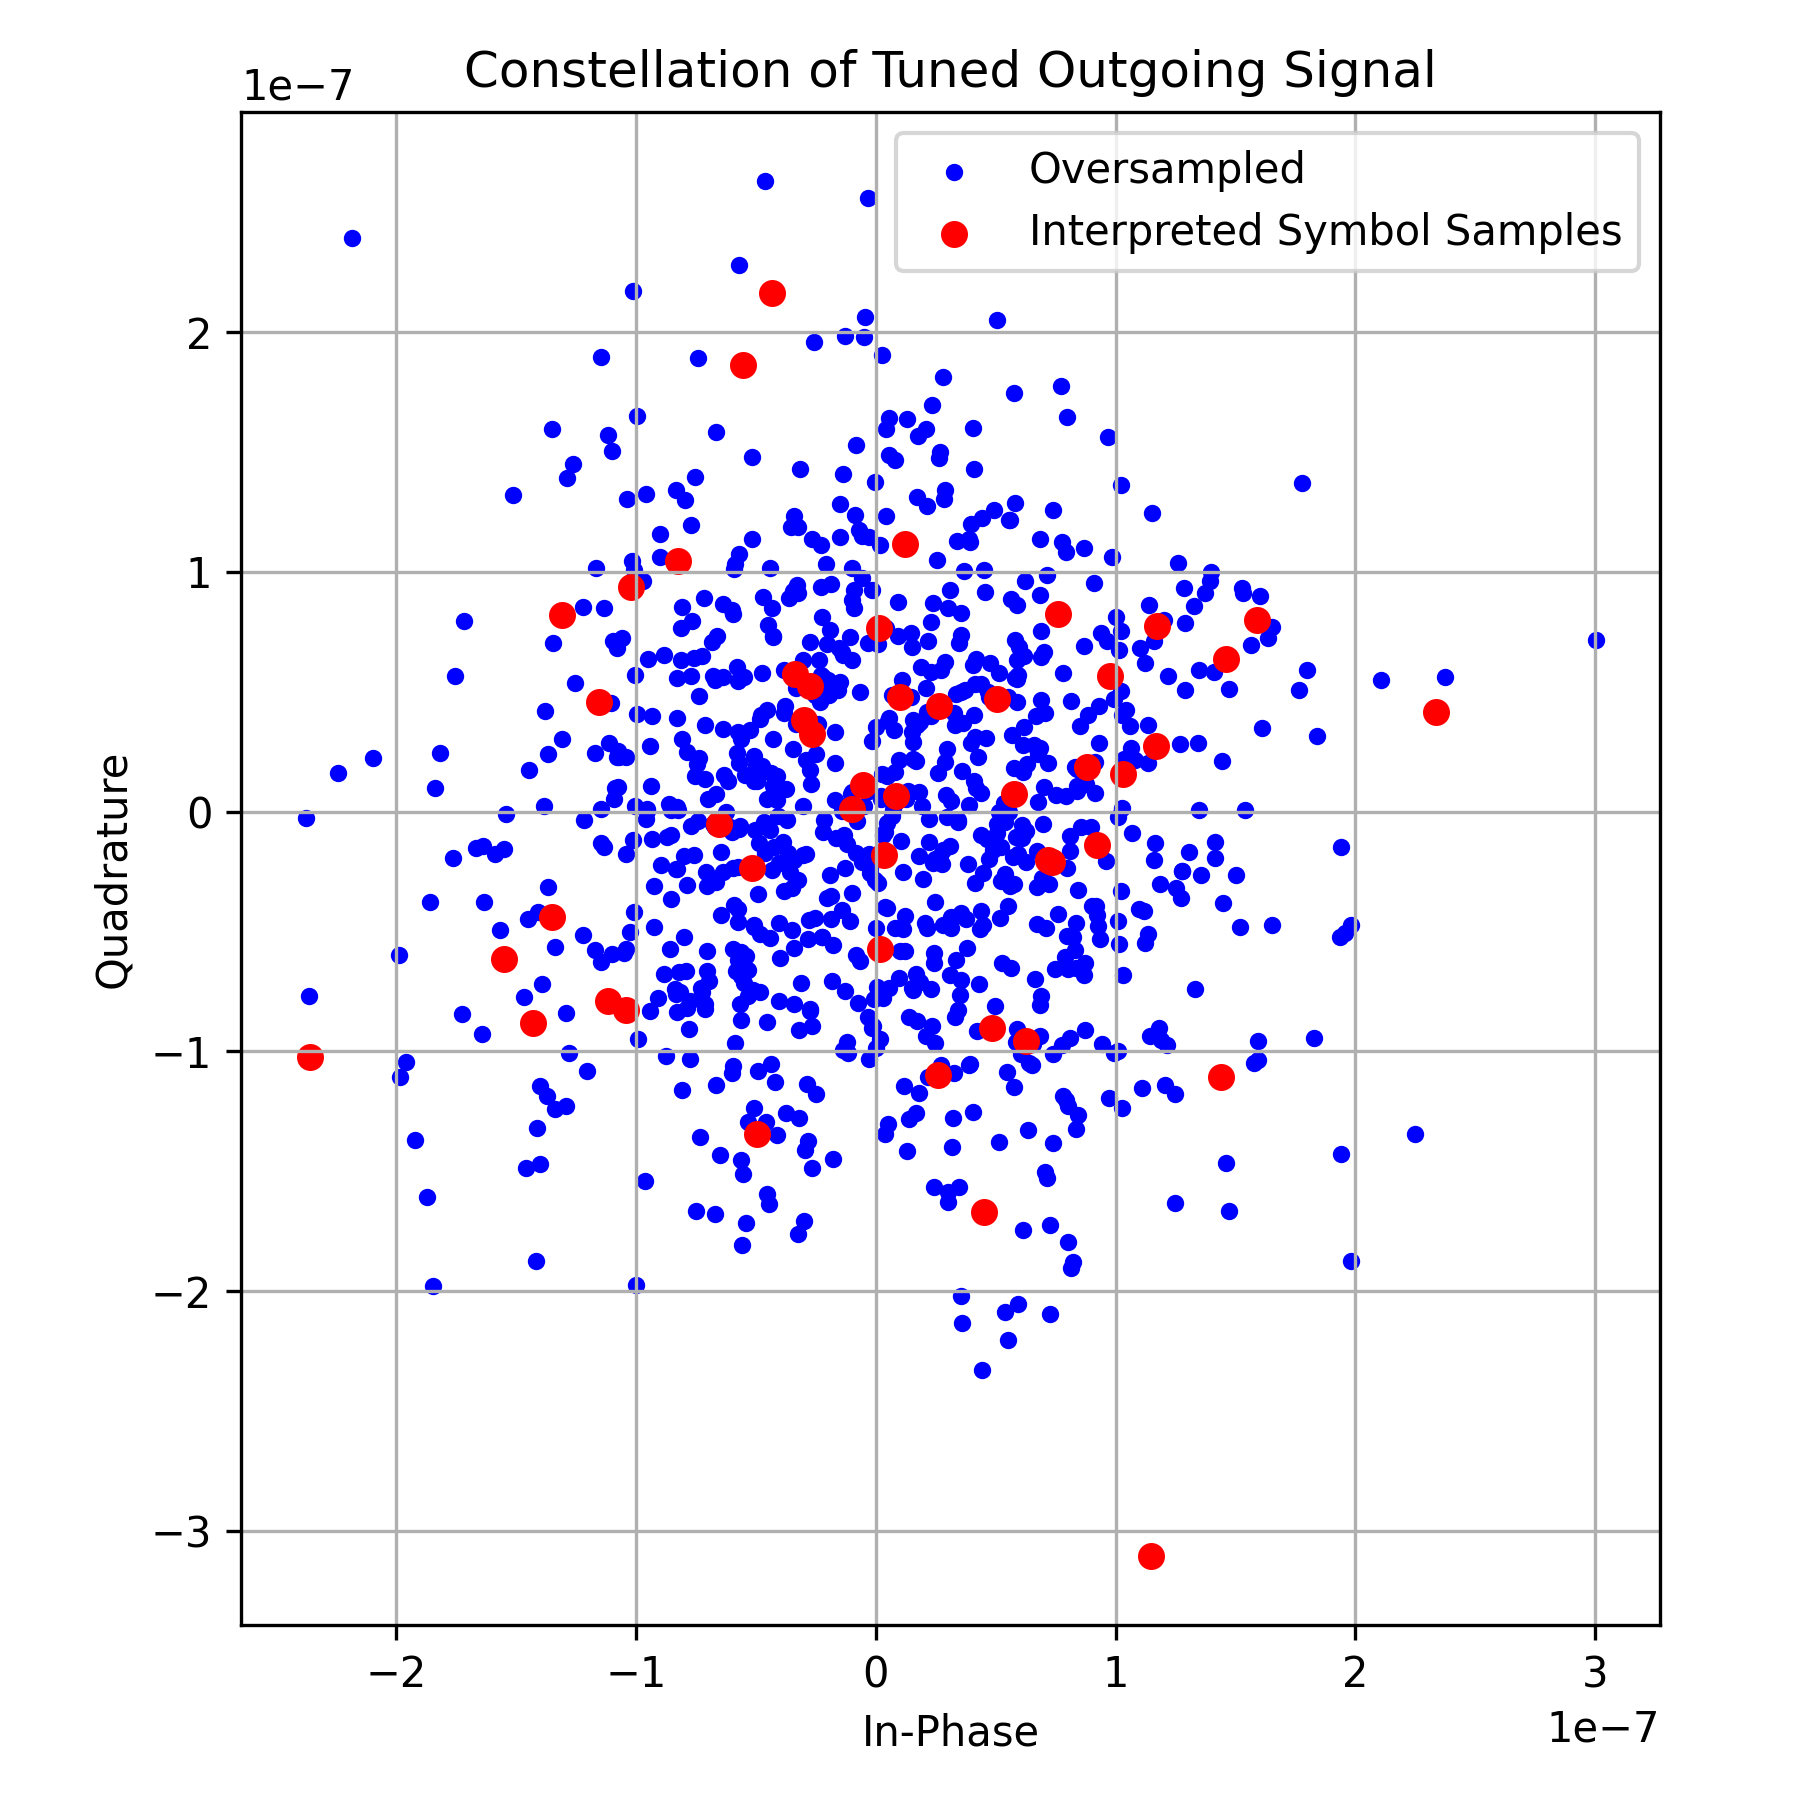 Constellation of Tuned Outgoing Signal
1e−7
Oversampled
Interpreted Symbol Samples
2
1
0
−1
−2
−3
Quadrature
−2 −1 0 1 2 3
In-Phase
1e−7